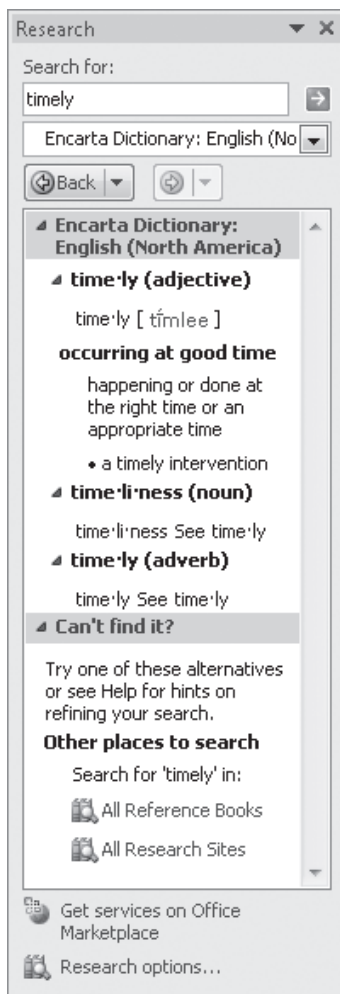 Research
Search for:
timely
Encarta Dictionary: English (No
Back
Encarta Dictionary:
English (North America)
time·ly (adjective)
time·ly [ tı́mlee ]
occurring at good time
happening or done at
the right time or an
appropriate time
• a timely intervention
time·li·ness (noun)
time·li·ness See time·ly
time·ly (adverb)
time·ly See time·ly
Can't find it?
Try one of these alternatives
or see Help for hints on
refining your search.
Other places to search
Search for 'timely' in:
All Reference Books
All Research Sites
Get services on Office
Marketplace
Research options...